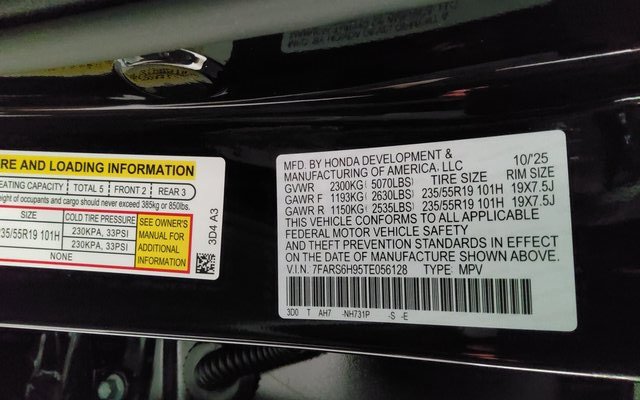 RE AND LOADING INFORMATION
EATING CAPACITY TOTAL 5 FRONT 2 REAR 3
eight of occupants and cargo should never exceed 385kg or 850lbs.
SIZE COLD TIRE PRESSURE SEE OWNER'S MANUAL FOR ADDITIONAL INFORMATION
235/55R19 101H 230KPA, 33PSI
230KPA, 33PSI
NONE
3D4 A3
MFD. BY HONDA DEVELOPMENT & 10/'25
MANUFACTURING OF AMERICA, LLC
GVWR 2300KG( 5070LBS) TIRE SIZE RIM SIZE
GAWR F 1193KG( 2630LBS) 235/55R19 101H 19X7.5J
GAWR R 1150KG( 2535LBS) 235/55R19 101H 19X7.5J
THIS VEHICLE CONFORMS TO ALL APPLICABLE
FEDERAL MOTOR VEHICLE SAFETY
AND THEFT PREVENTION STANDARDS IN EFFECT
ON THE DATE OF MANUFACTURE SHOWN ABOVE.
V.I.N. 7FARS6H95TE056128 TYPE: MPV
3D0 T AH7 -NH731P -S -E